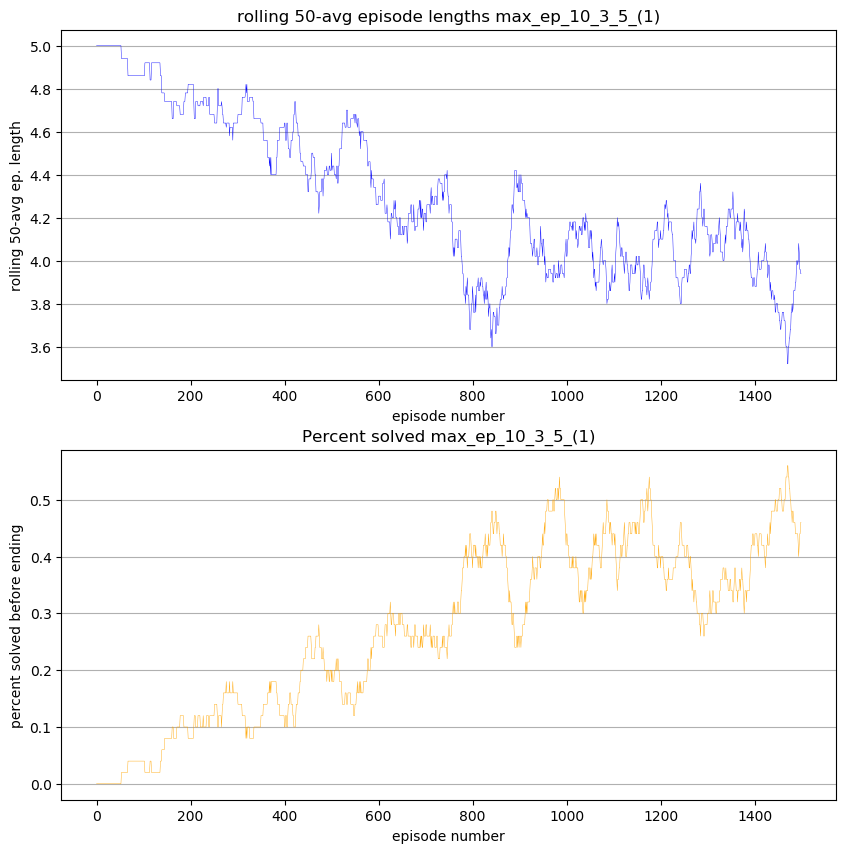 rolling 50-avg episode lengths max_ep_10_3_5_(1)
rolling 50-avg ep. length
5.0
4.8
4.6
4.4
4.2
4.0
3.8
3.6
0 200 400 600 800 1000 1200 1400
episode number
Percent solved max_ep_10_3_5_(1)
percent solved before ending
0.5
0.4
0.3
0.2
0.1
0.0
0 200 400 600 800 1000 1200 1400
episode number